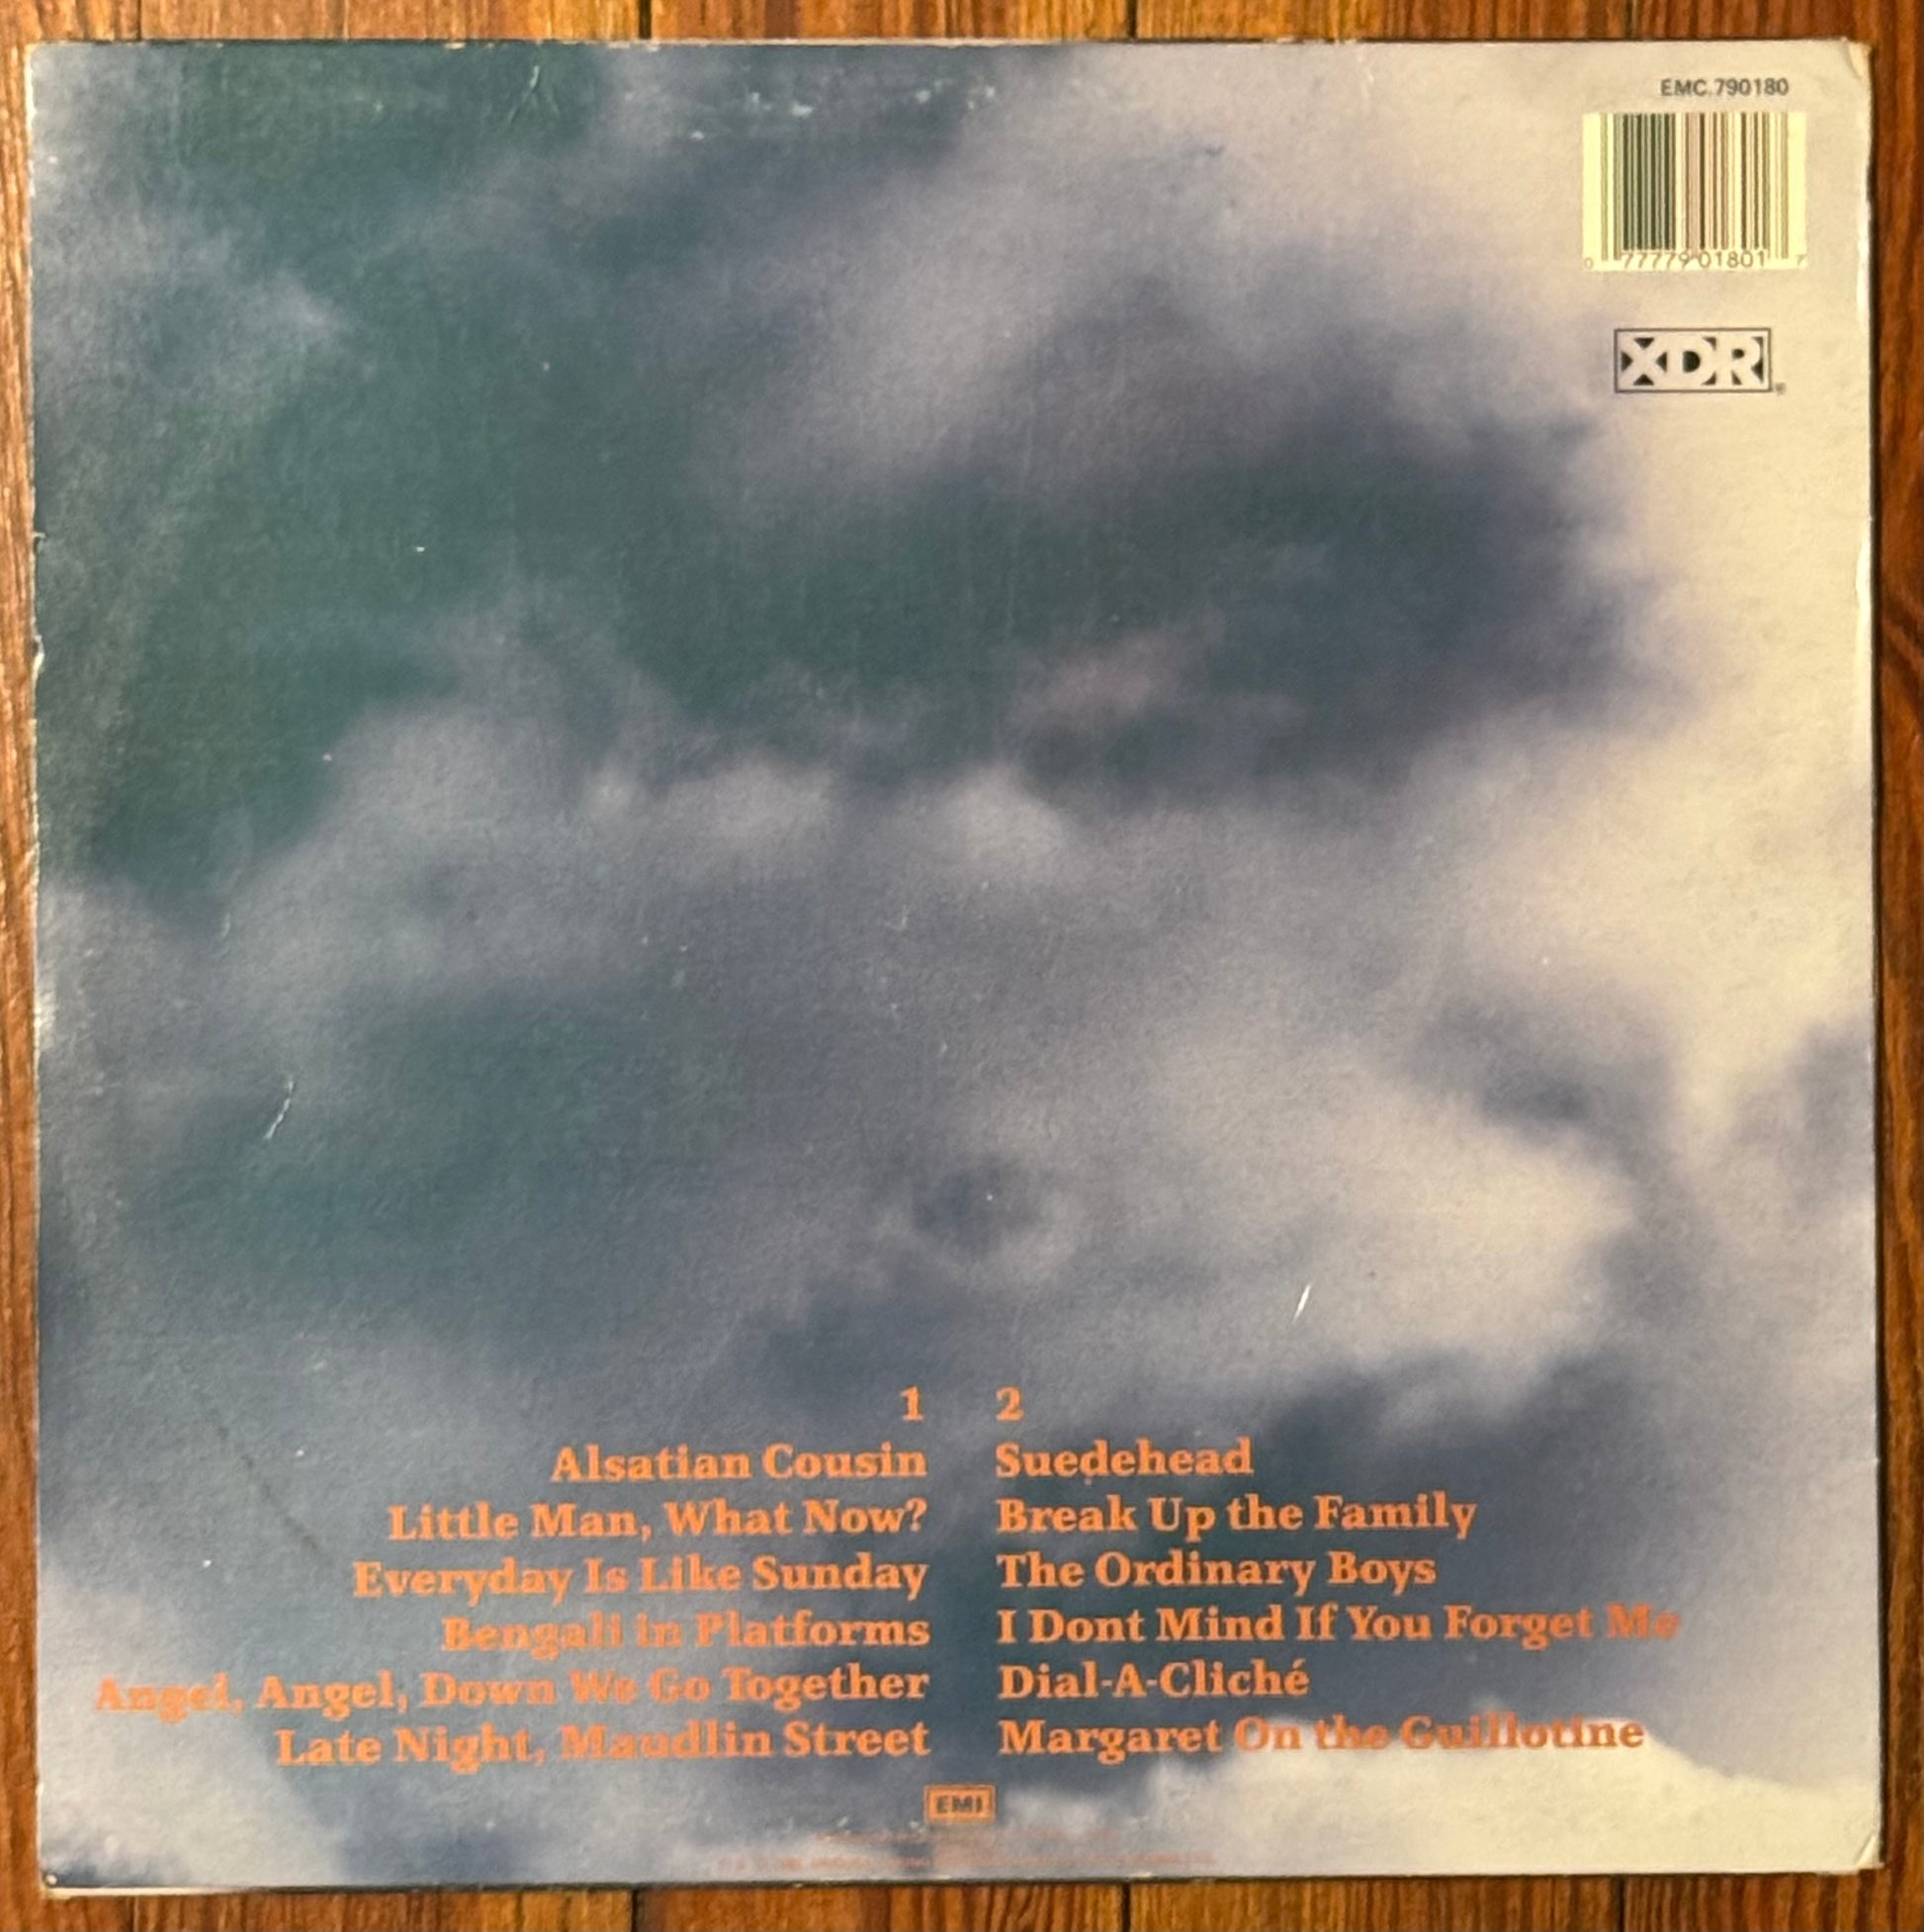 EMC.790180
0 77779 01801 7
XDR®
1
Alsatian Cousin
Little Man, What Now?
Everyday Is Like Sunday
Bengali in Platforms
Angel, Angel, Down We Go Together
Late Night, Maudlin Street
2
Suedehead
Break Up the Family
The Ordinary Boys
I Dont Mind If You Forget Me
Dial-A-Cliché
Margaret On the Guillotine
EMI